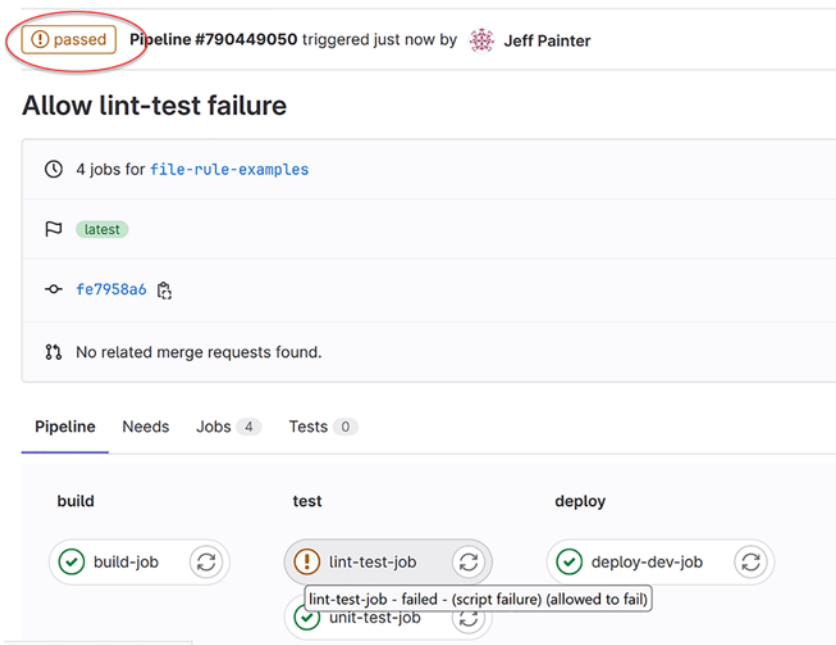 passed Pipeline #790449050 triggered just now by Jeff Painter
Allow lint-test failure
4 jobs for file-rule-examples
latest
fe7958a6
No related merge requests found.
Pipeline Needs Jobs 4 Tests 0
build test deploy
build-job lint-test-job deploy-dev-job
lint-test-job - failed - (script failure) (allowed to fail)
unit-test-job